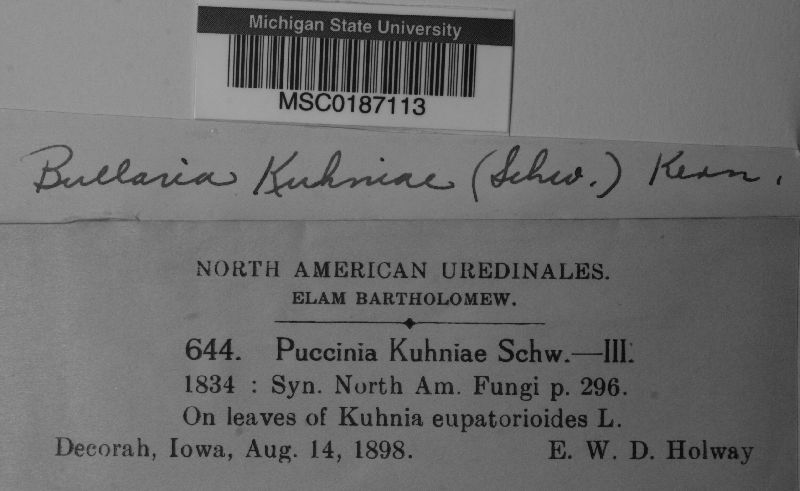 Michigan State University
MSC0187113
Bullaria Kuhniae (Schw.) Kern.
NORTH AMERICAN UREDINALES.
ELAM BARTHOLOMEW.
644. Puccinia Kuhniae Schw.—III.
1834 : Syn. North Am. Fungi p. 296.
On leaves of Kuhnia eupatorioides L.
Decorah, Iowa, Aug. 14, 1898. E. W. D. Holway